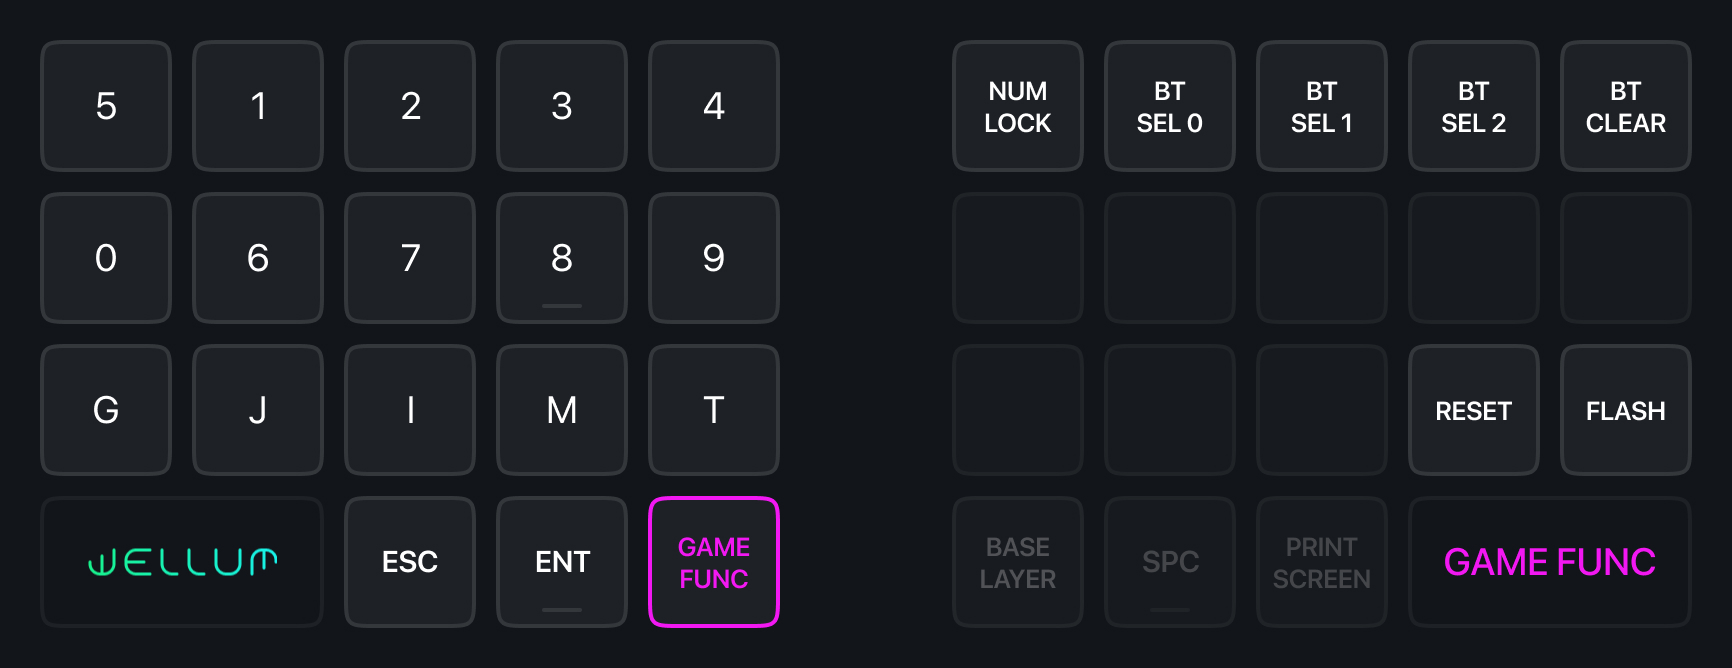 5 1 2 3 4 NUM LOCK BT SEL 0 BT SEL 1 BT SEL 2 BT CLEAR
0 6 7 8 9
G J I M T RESET FLASH
WELLUM ESC ENT GAME FUNC BASE LAYER SPC PRINT SCREEN GAME FUNC